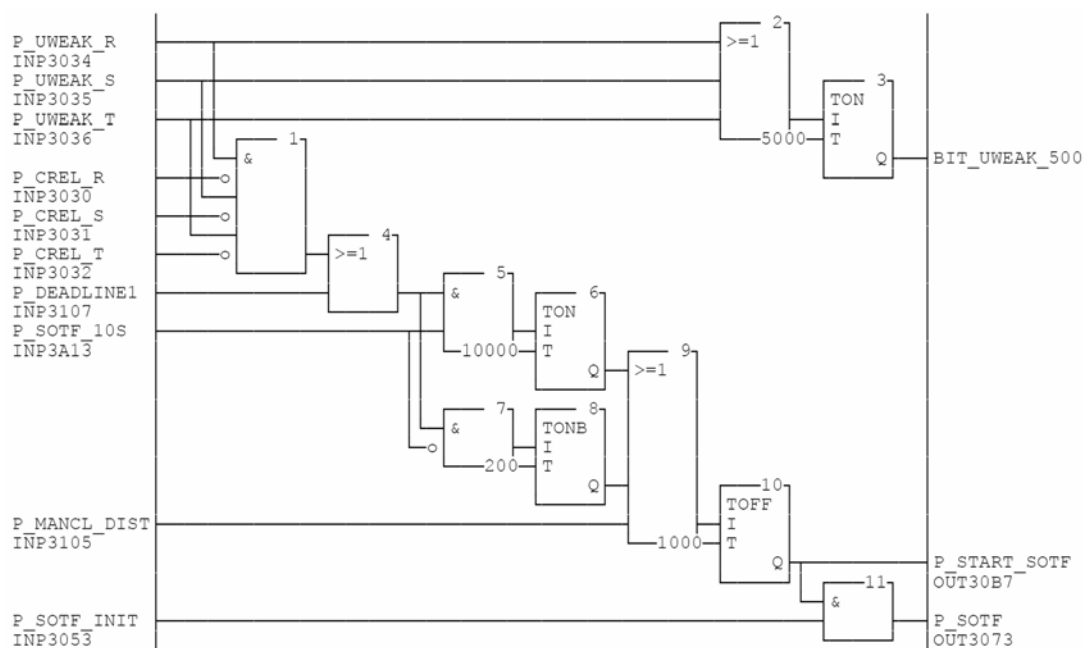 2
P_UWEAK_R >=1
INP3034
P_UWEAK_S 3
INP3035 TON
P_UWEAK_T 1 I
INP3036 5000 T
& Q BIT_UWEAK_500
P_CREL_R
INP3030
P_CREL_S
INP3031 4
P_CREL_T >=1
INP3032 5
P_DEADLINE1 & 6
INP3107 TON
P_SOTF_10S I
INP3A13 10000 T 9
Q >=1
7 8
& TONB
I
200 T
Q 10
TOFF
P_MANCL_DIST I
INP3105 1000 T
Q P_START_SOTF
11 OUT30B7
&
P_SOTF_INIT P_SOTF
INP3053 OUT3073